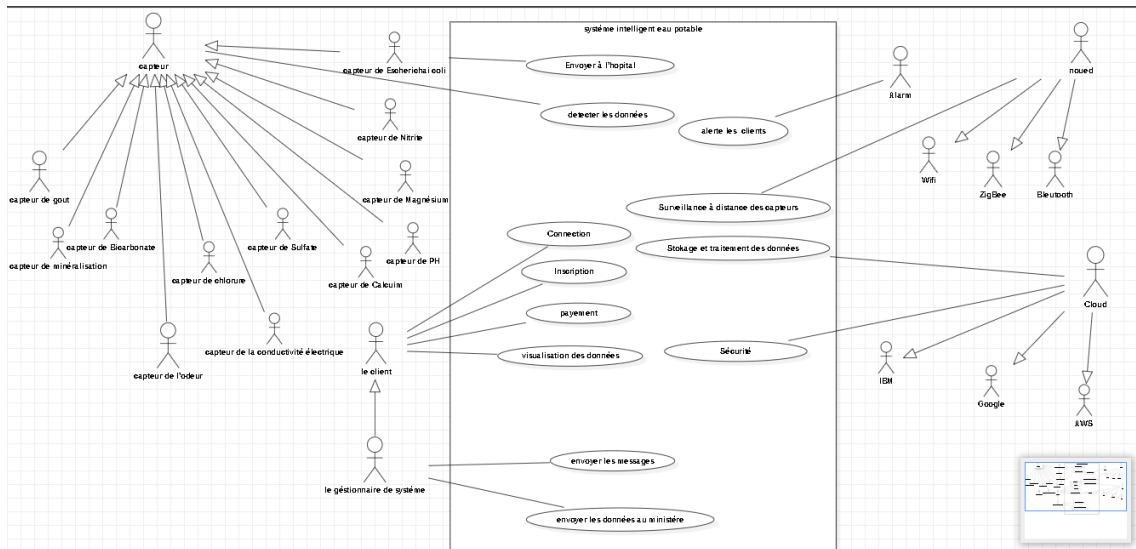 systéme intelligent eau potable
capteur
capteur de Escherichai coli
Envoyer à l'hopital
noued
Alarm
detecter les données
alerte les clients
capteur de Nitrite
Wifi
ZigBee
Bleutooth
capteur de gout
capteur de Magnésium
Surveillance à distance des capteurs
capteur de Bicarbonate
capteur de Sulfate
Connection
Stokage et traitement des données
capteur de minéralisation
capteur de PH
capteur de chlorure
Inscription
capteur de Calcuim
Cloud
payement
capteur de la conductivité électrique
Sécurité
visualisation des données
le client
capteur de l'odeur
IBM
Google
AWS
envoyer les messages
le géstionnaire de systéme
envoyer les données au ministére